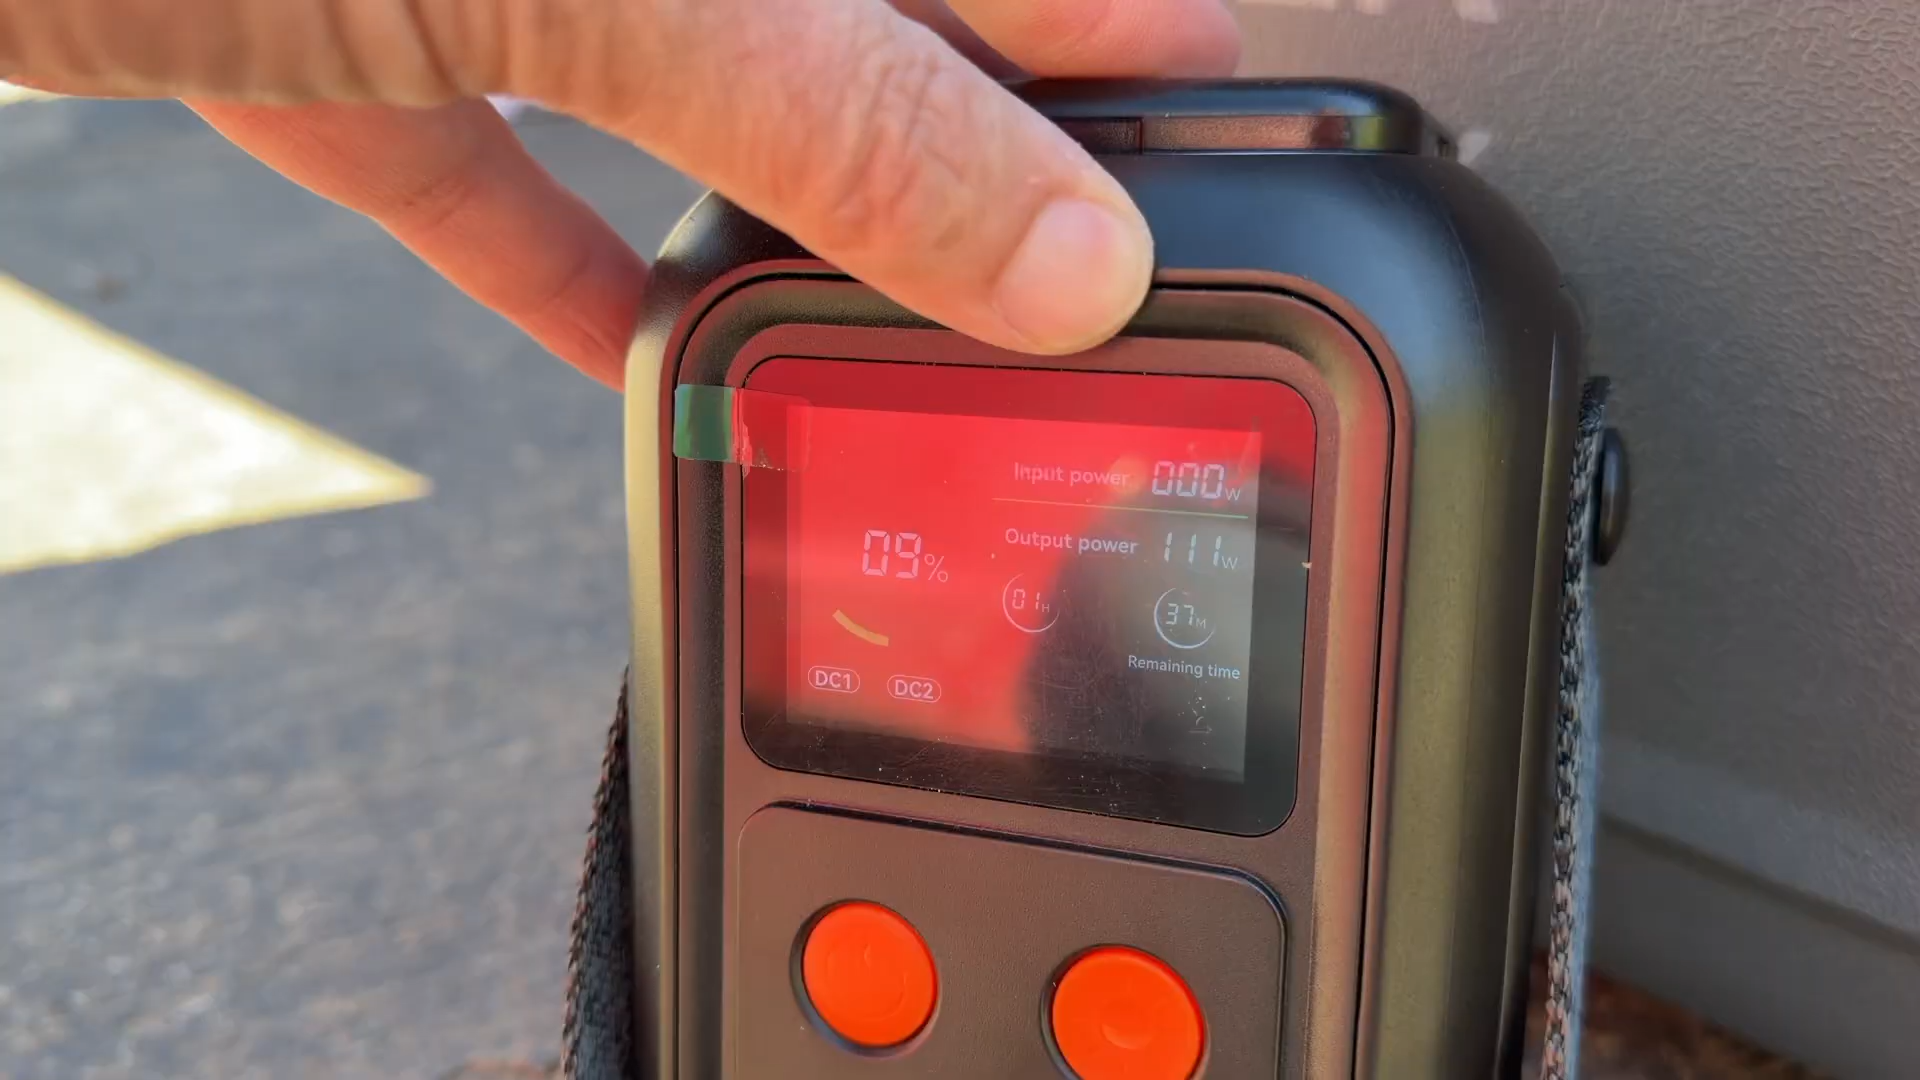 Input power 000W
Output power 111W
09%
01H 37M
Remaining time
DC1 DC2